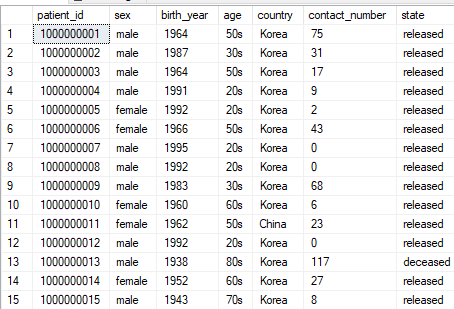 patient_id sex birth_year age country contact_number state
1 1000000001 male 1964 50s Korea 75 released
2 1000000002 male 1987 30s Korea 31 released
3 1000000003 male 1964 50s Korea 17 released
4 1000000004 male 1991 20s Korea 9 released
5 1000000005 female 1992 20s Korea 2 released
6 1000000006 female 1966 50s Korea 43 released
7 1000000007 male 1995 20s Korea 0 released
8 1000000008 male 1992 20s Korea 0 released
9 1000000009 male 1983 30s Korea 68 released
10 1000000010 female 1960 60s Korea 6 released
11 1000000011 female 1962 50s China 23 released
12 1000000012 male 1992 20s Korea 0 released
13 1000000013 male 1938 80s Korea 117 deceased
14 1000000014 female 1952 60s Korea 27 released
15 1000000015 male 1943 70s Korea 8 released